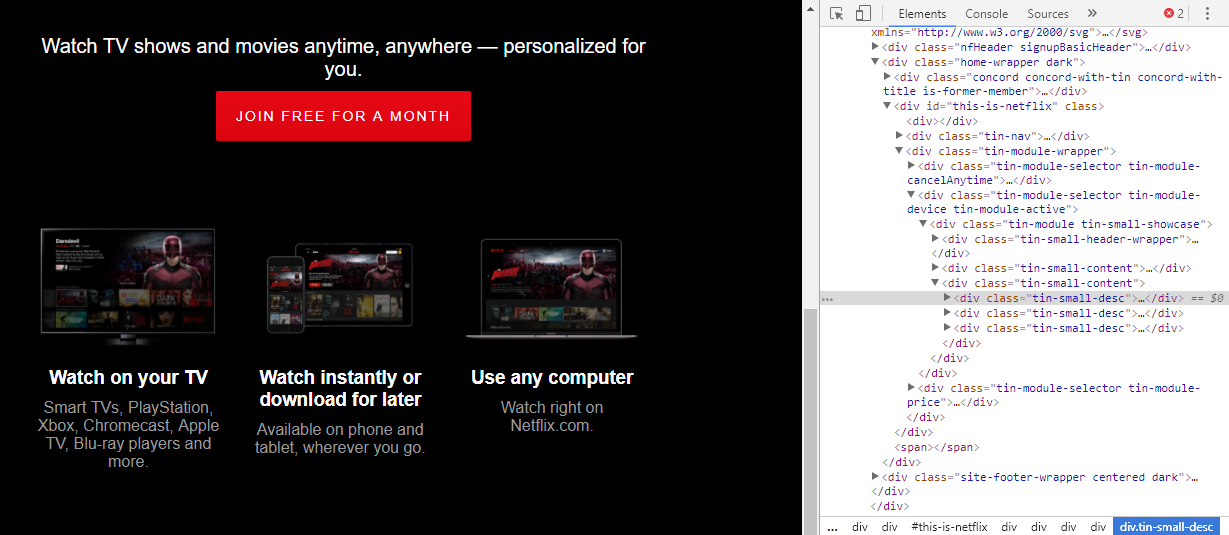 Watch TV shows and movies anytime, anywhere — personalized for
you.
JOIN FREE FOR A MONTH
Daredevil
Watch on your TV
Smart TVs, PlayStation,
Xbox, Chromecast, Apple
TV, Blu-ray players and
more.
Watch instantly or
download for later
Available on phone and
tablet, wherever you go.
Use any computer
Watch right on
Netflix.com.
Elements Console Sources » 2
xmlns="http://www.w3.org/2000/svg">…</svg>
<div class="nfHeader signupBasicHeader">…</div>
<div class="home-wrapper dark">
<div class="concord concord-with-tin concord-with-
title is-former-member">…</div>
<div id="this-is-netflix" class>
<div></div>
<div class="tin-nav">…</div>
<div class="tin-module-wrapper">
<div class="tin-module-selector tin-module-
cancelAnytime">…</div>
<div class="tin-module-selector tin-module-
device tin-module-active">
<div class="tin-module tin-small-showcase">
<div class="tin-small-header-wrapper">…
</div>
<div class="tin-small-content">…</div>
<div class="tin-small-content">
… <div class="tin-small-desc">…</div> == $0
<div class="tin-small-desc">…</div>
<div class="tin-small-desc">…</div>
</div>
</div>
</div>
<div class="tin-module-selector tin-module-
price">…</div>
</div>
</div>
<span></span>
</div>
<div class="site-footer-wrapper centered dark">…
</div>
</div>
... div div #this-is-netflix div div div div div.tin-small-desc